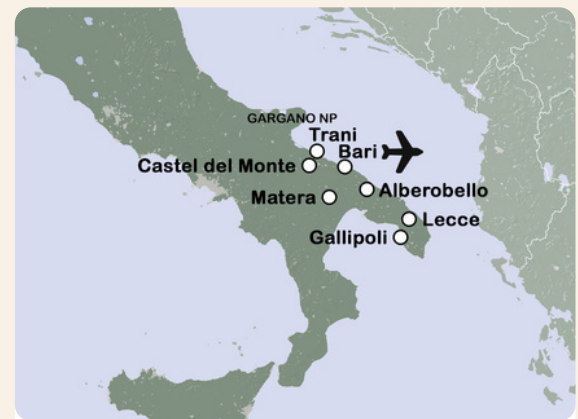 GARGANO NP
Trani
Bari
Castel del Monte
Alberobello
Matera
Lecce
Gallipoli